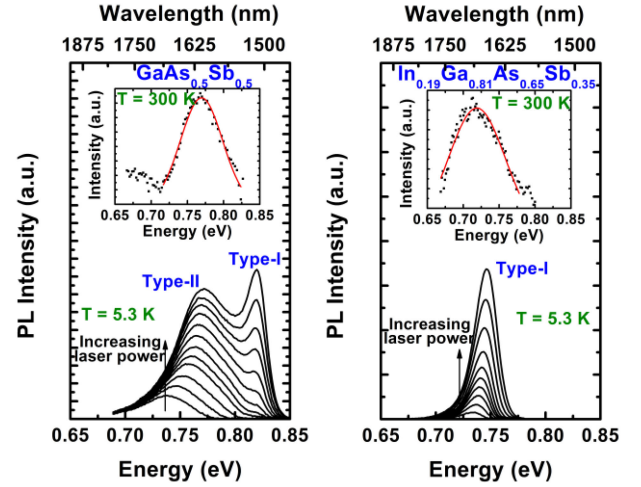 Wavelength (nm)
1875 1750 1625 1500
GaAs0.5Sb0.5
T = 300 K
Intensity (a.u.)
0.65 0.70 0.75 0.80 0.85
Energy (eV)
PL Intensity (a.u.)
Type-I
Type-II
T = 5.3 K
Increasing
laser power
0.65 0.70 0.75 0.80 0.85
Energy (eV)
Wavelength (nm)
1875 1750 1625 1500
In0.19Ga0.81As0.65Sb0.35
T = 300 K
Intensity (a.u.)
0.65 0.70 0.75 0.80 0.85
Energy (eV)
PL Intensity (a.u.)
Type-I
T = 5.3 K
Increasing
laser power
0.65 0.70 0.75 0.80 0.85
Energy (eV)